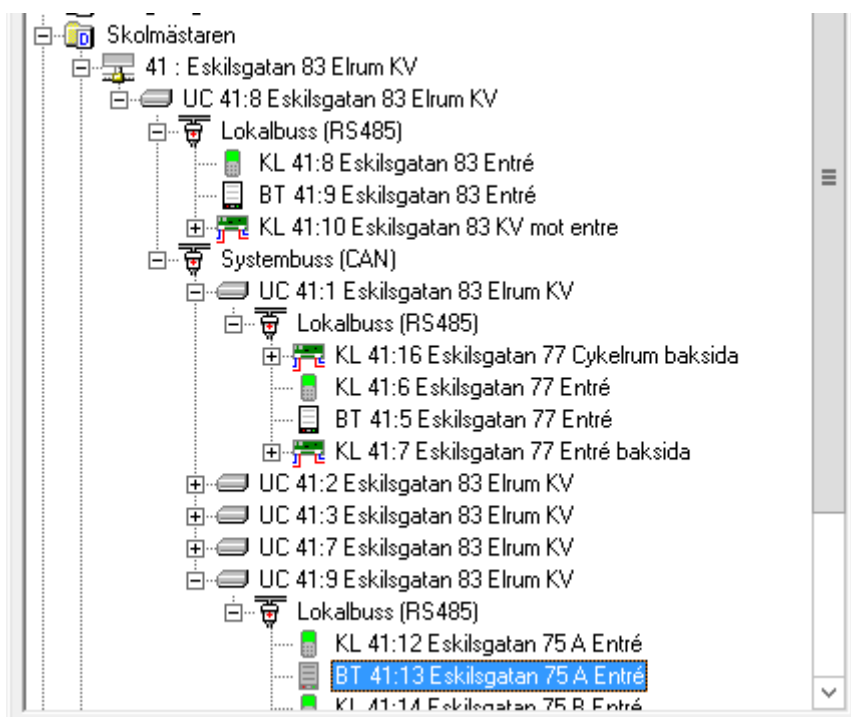 Skolmästaren
41 : Eskilsgatan 83 Elrum KV
UC 41:8 Eskilsgatan 83 Elrum KV
Lokalbuss (RS485)
KL 41:8 Eskilsgatan 83 Entré
BT 41:9 Eskilsgatan 83 Entré
KL 41:10 Eskilsgatan 83 KV mot entre
Systembuss (CAN)
UC 41:1 Eskilsgatan 83 Elrum KV
Lokalbuss (RS485)
KL 41:16 Eskilsgatan 77 Cykelrum baksida
KL 41:6 Eskilsgatan 77 Entré
BT 41:5 Eskilsgatan 77 Entré
KL 41:7 Eskilsgatan 77 Entré baksida
UC 41:2 Eskilsgatan 83 Elrum KV
UC 41:3 Eskilsgatan 83 Elrum KV
UC 41:7 Eskilsgatan 83 Elrum KV
UC 41:9 Eskilsgatan 83 Elrum KV
Lokalbuss (RS485)
KL 41:12 Eskilsgatan 75 A Entré
BT 41:13 Eskilsgatan 75 A Entré
KL 41:14 Eskilsgatan 75 B Entré